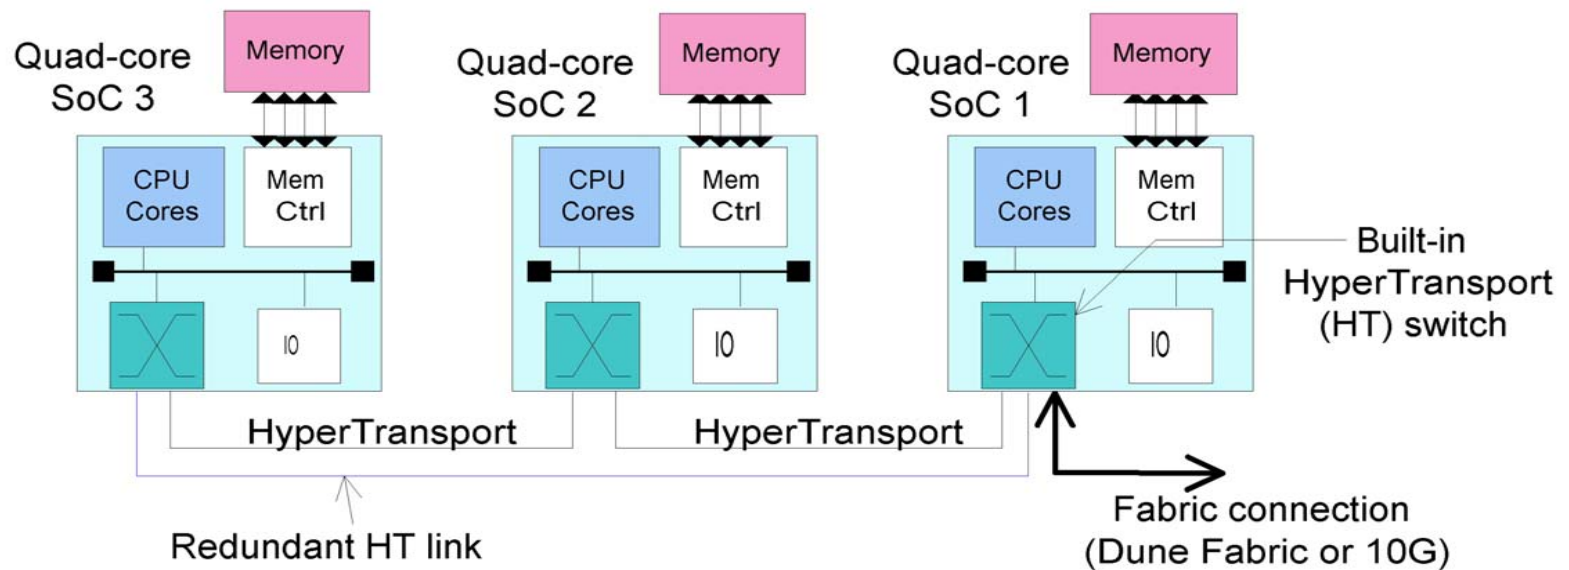 Quad-core
SoC 3
Memory
Quad-core
SoC 2
Memory
Quad-core
SoC 1
Memory
CPU
Cores
Mem
Ctrl
CPU
Cores
Mem
Ctrl
CPU
Cores
Mem
Ctrl
Built-in
HyperTransport
(HT) switch
IO
IO
IO
HyperTransport
HyperTransport
Redundant HT link
Fabric connection
(Dune Fabric or 10G)